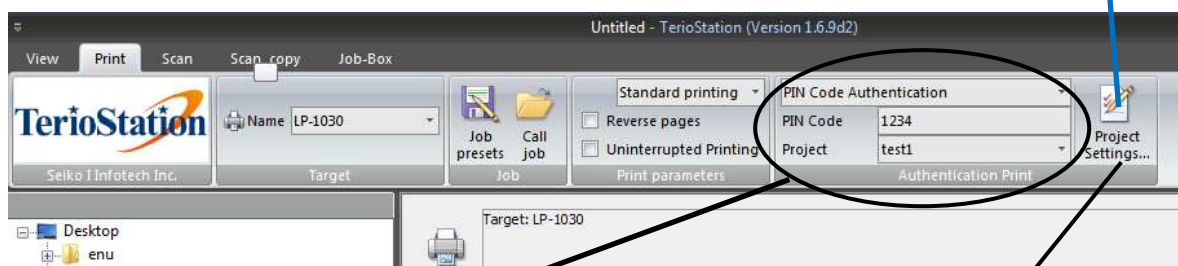 Untitled - TerioStation (Version 1.6.9d2)
View Print Scan Scan_copy Job-Box
TerioStation
Seiko I Infotech Inc.
Name LP-1030
Target
Job presets
Call job
Job
Standard printing
Reverse pages
Uninterrupted Printing
Print parameters
PIN Code Authentication
PIN Code 1234
Project test1
Authentication Print
Project
Settings...
Desktop
enu
Target: LP-1030